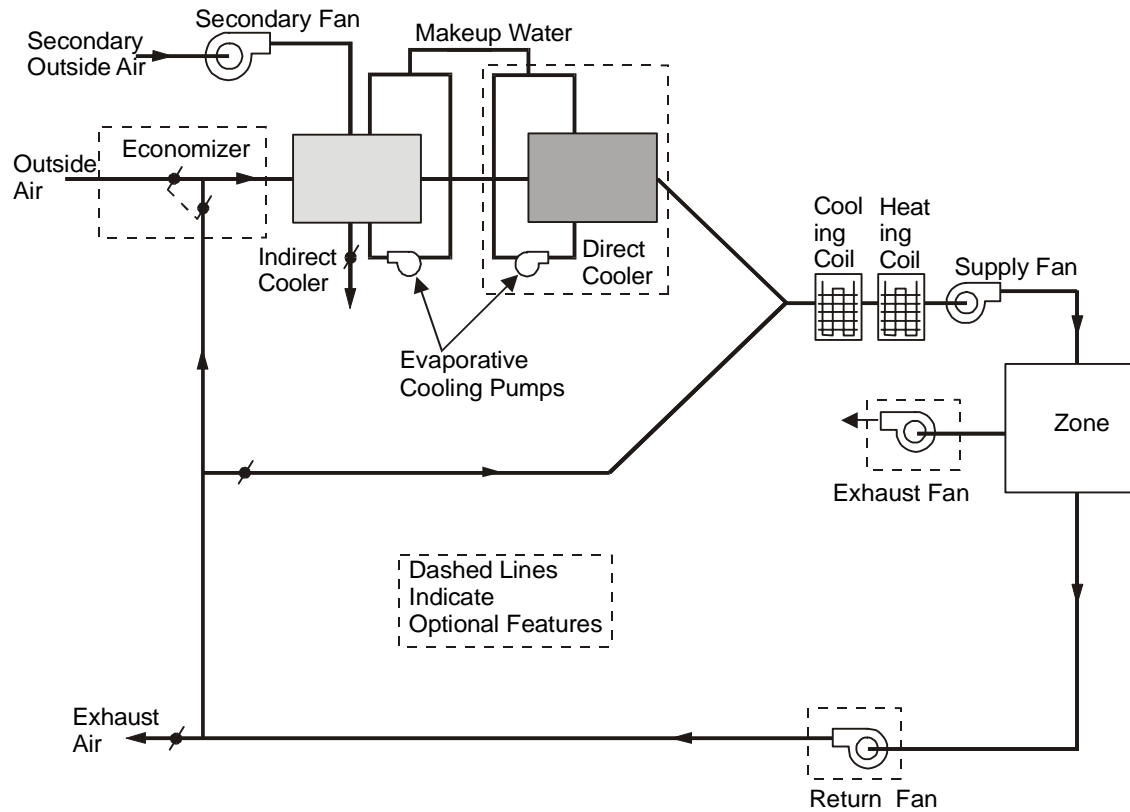 Secondary Fan
Makeup Water
Secondary
Outside Air
Economizer
Outside
Air
Indirect
Cooler
Direct
Cooler
Cool
ing
Coil
Heat
ing
Coil
Supply Fan
Evaporative
Cooling Pumps
Zone
Exhaust Fan
Dashed Lines
Indicate
Optional Features
Exhaust
Air
Return Fan